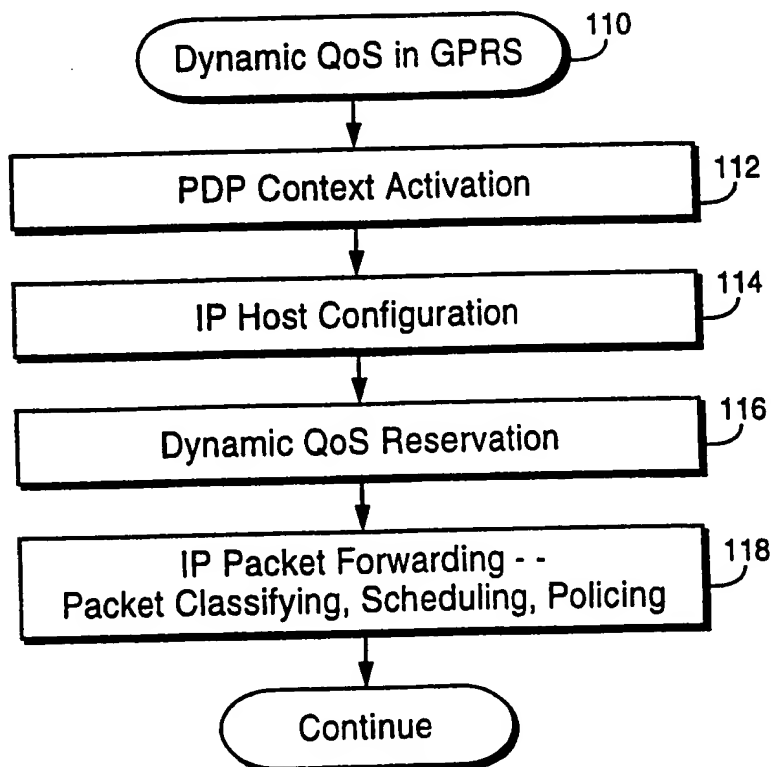 Dynamic QoS in GPRS
110
PDP Context Activation
112
IP Host Configuration
114
Dynamic QoS Reservation
116
IP Packet Forwarding - -
Packet Classifying, Scheduling, Policing
118
Continue